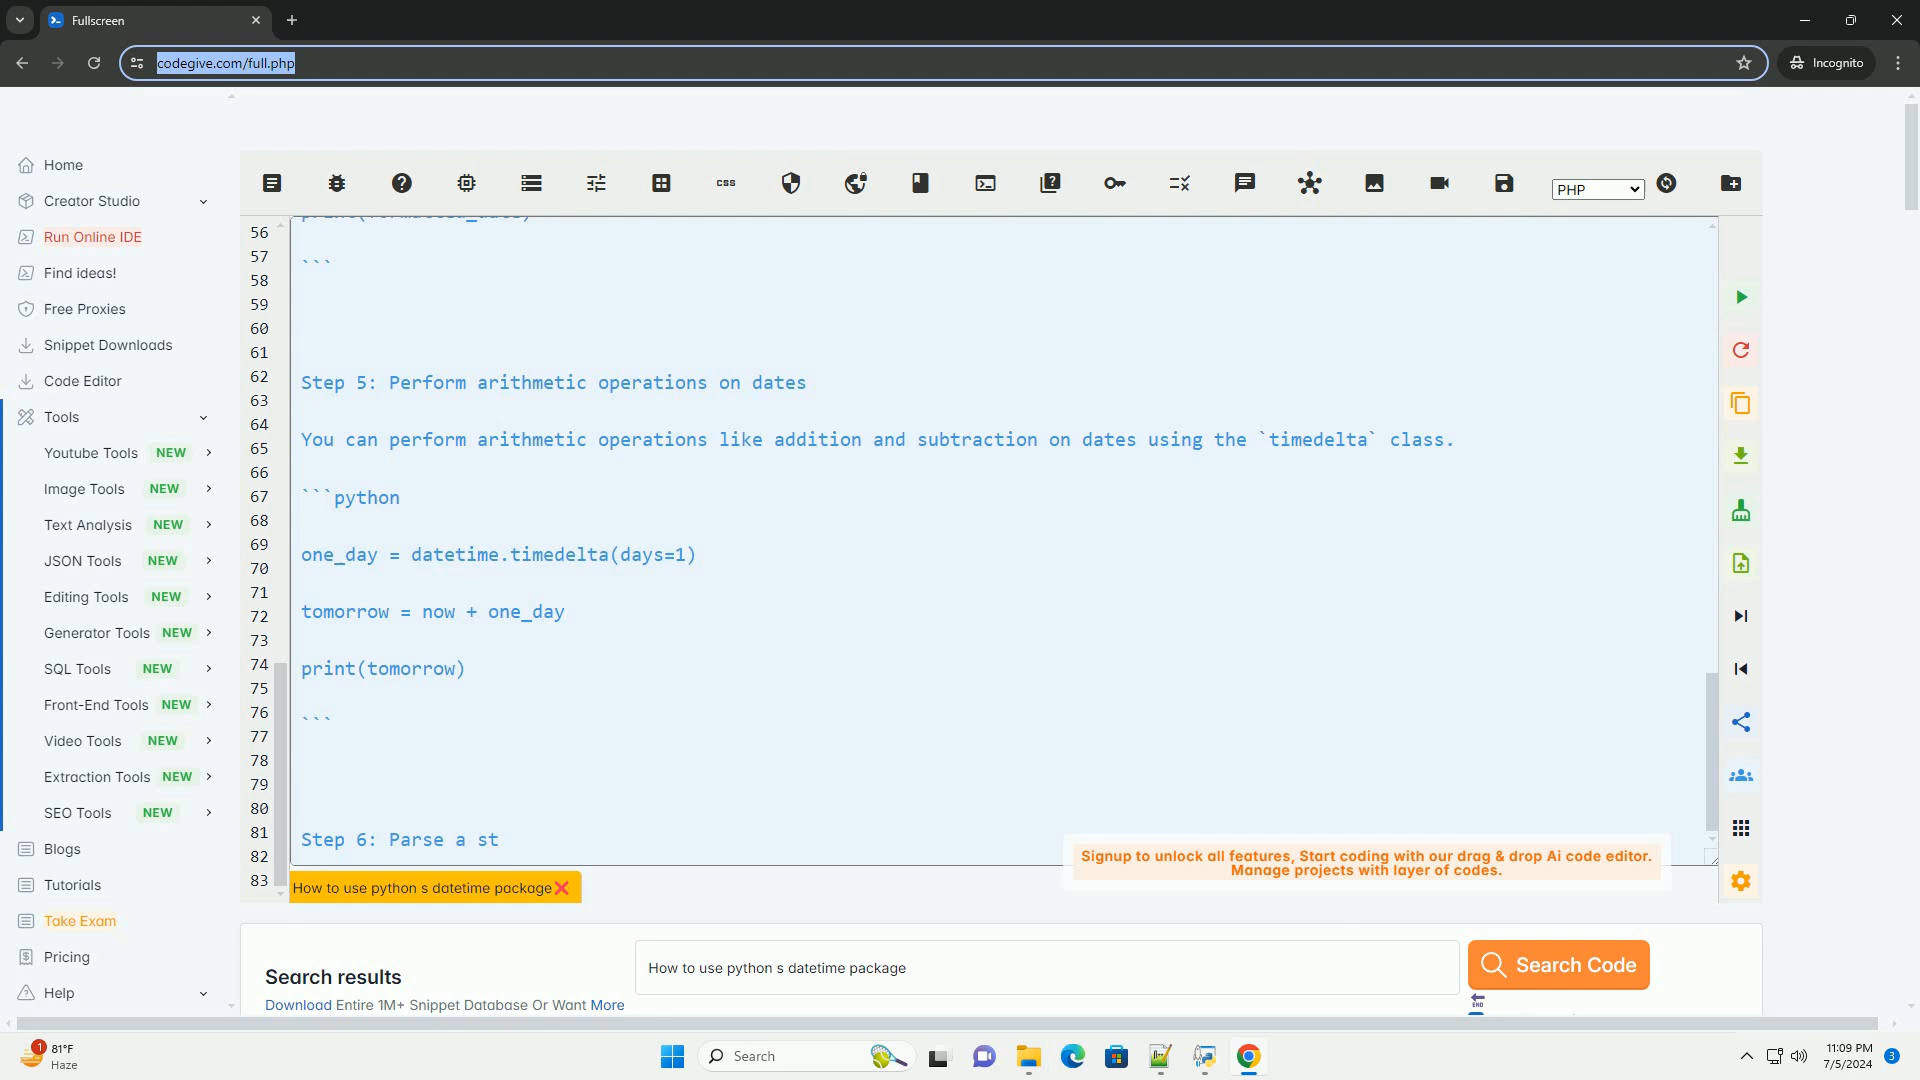 Fullscreen
codegive.com/full.php
Incognito
Home
Creator Studio
Run Online IDE
Find ideas!
Free Proxies
Snippet Downloads
Code Editor
Tools
Youtube Tools NEW
Image Tools NEW
Text Analysis NEW
JSON Tools NEW
Editing Tools NEW
Generator Tools NEW
SQL Tools NEW
Front-End Tools NEW
Video Tools NEW
Extraction Tools NEW
SEO Tools NEW
Blogs
Tutorials
Take Exam
Pricing
Help
css
PHP
56
57
58
59
60
61
62
63
64
65
66
67
68
69
70
71
72
73
74
75
76
77
78
79
80
81
82
83
print(formatted_date)
```
Step 5: Perform arithmetic operations on dates
You can perform arithmetic operations like addition and subtraction on dates using the `timedelta` class.
```python
one_day = datetime.timedelta(days=1)
tomorrow = now + one_day
print(tomorrow)
```
Step 6: Parse a st
Signup to unlock all features, Start coding with our drag & drop Ai code editor.
Manage projects with layer of codes.
How to use python s datetime package
Search results
Download Entire 1M+ Snippet Database Or Want More
How to use python s datetime package
Search Code
END
1
81°F
Haze
Search
11:09 PM
7/5/2024
3